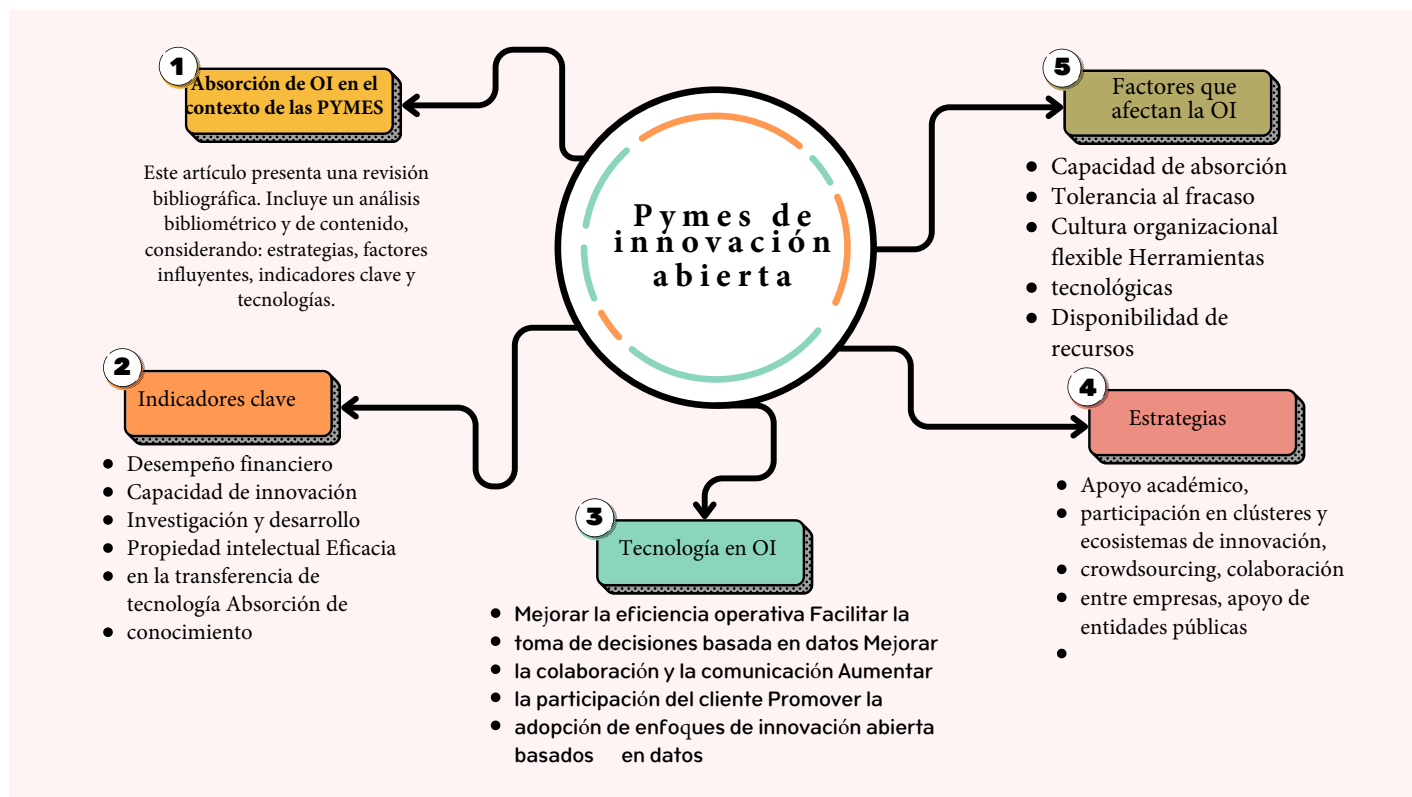 Pymes de
innovación
abierta
1
Absorción de OI en el
contexto de las PYMES
Este artículo presenta una revisión
bibliográfica. Incluye un análisis
bibliométrico y de contenido,
considerando: estrategias, factores
influyentes, indicadores clave y
tecnologías.
2
Indicadores clave
• Desempeño financiero
• Capacidad de innovación
• Investigación y desarrollo
• Propiedad intelectual Eficacia
• en la transferencia de
tecnología Absorción de
• conocimiento
3
Tecnología en OI
• Mejorar la eficiencia operativa Facilitar la
• toma de decisiones basada en datos Mejorar
• la colaboración y la comunicación Aumentar
• la participación del cliente Promover la
• adopción de enfoques de innovación abierta
basados en datos
4
Estrategias
• Apoyo académico,
• participación en clústeres y
ecosistemas de innovación,
• crowdsourcing, colaboración
• entre empresas, apoyo de
entidades públicas
•
5
Factores que
afectan la OI
• Capacidad de absorción
• Tolerancia al fracaso
• Cultura organizacional
flexible Herramientas
• tecnológicas
• Disponibilidad de
recursos